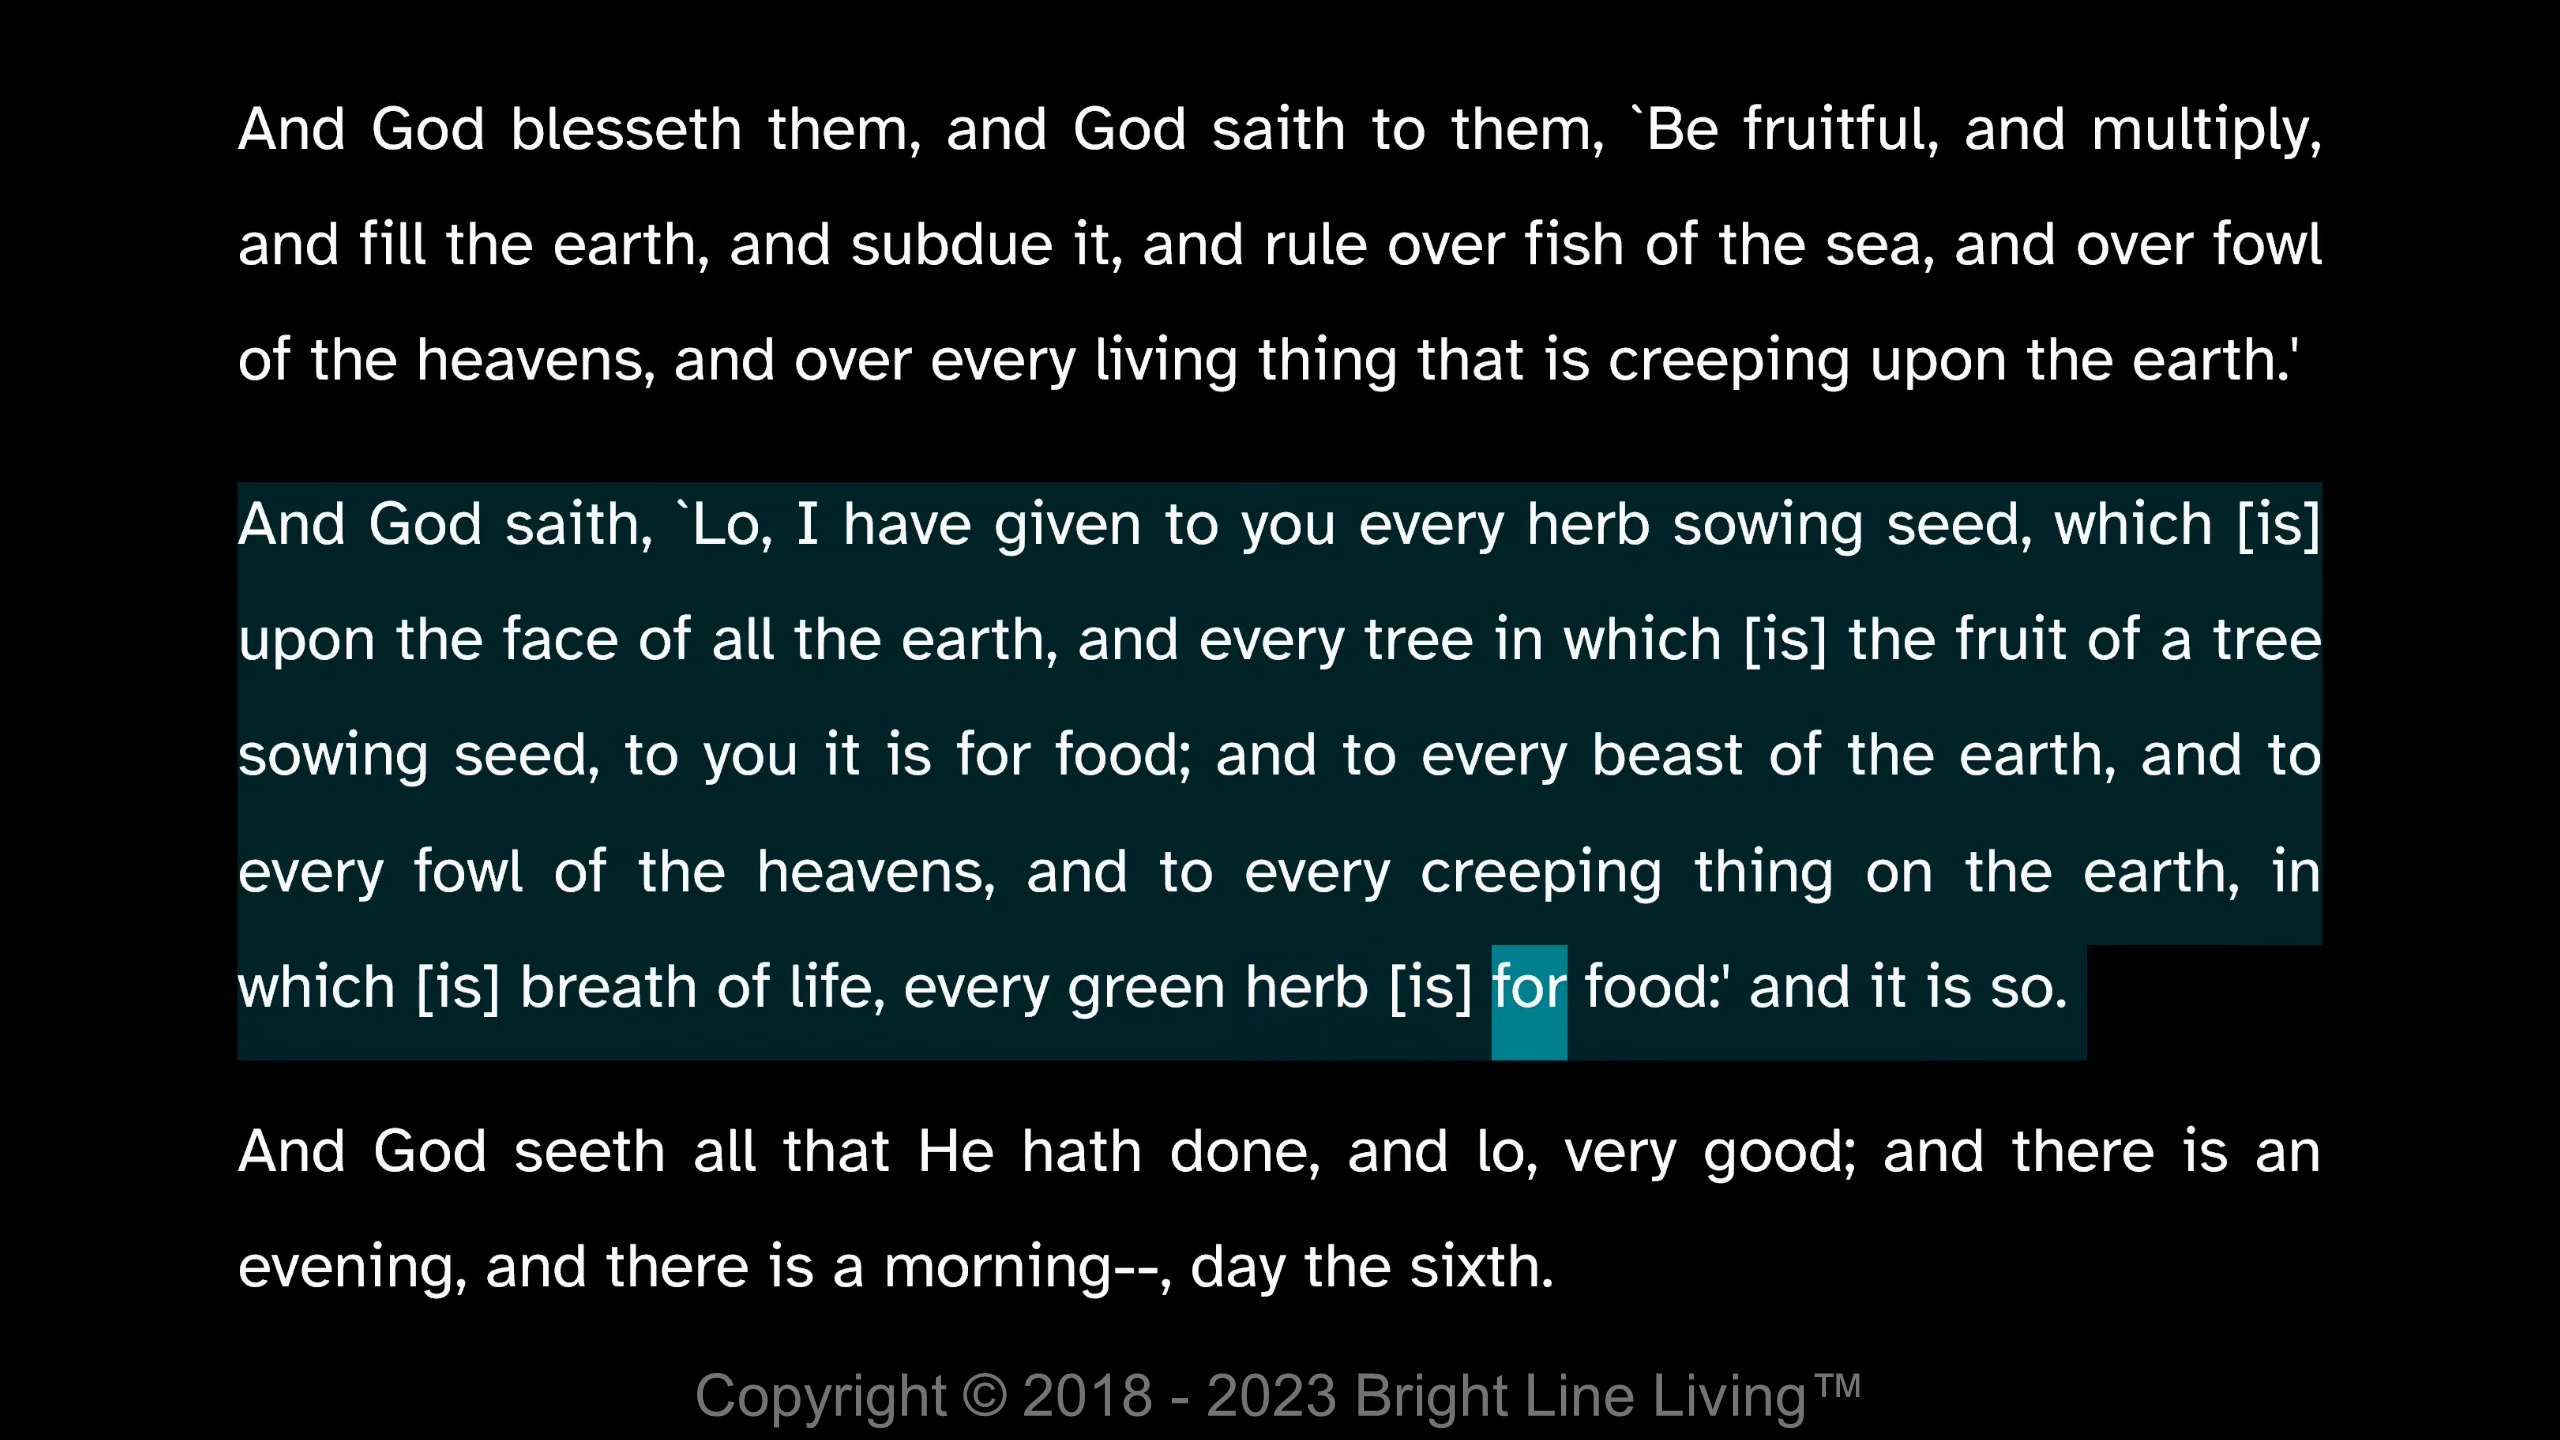 And God blesseth them, and God saith to them, `Be fruitful, and multiply,
and fill the earth, and subdue it, and rule over fish of the sea, and over fowl
of the heavens, and over every living thing that is creeping upon the earth.'
And God saith, `Lo, I have given to you every herb sowing seed, which [is]
upon the face of all the earth, and every tree in which [is] the fruit of a tree
sowing seed, to you it is for food; and to every beast of the earth, and to
every fowl of the heavens, and to every creeping thing on the earth, in
which [is] breath of life, every green herb [is] for food:' and it is so.
And God seeth all that He hath done, and lo, very good; and there is an
evening, and there is a morning--, day the sixth.
Copyright © 2018 - 2023 Bright Line Living™